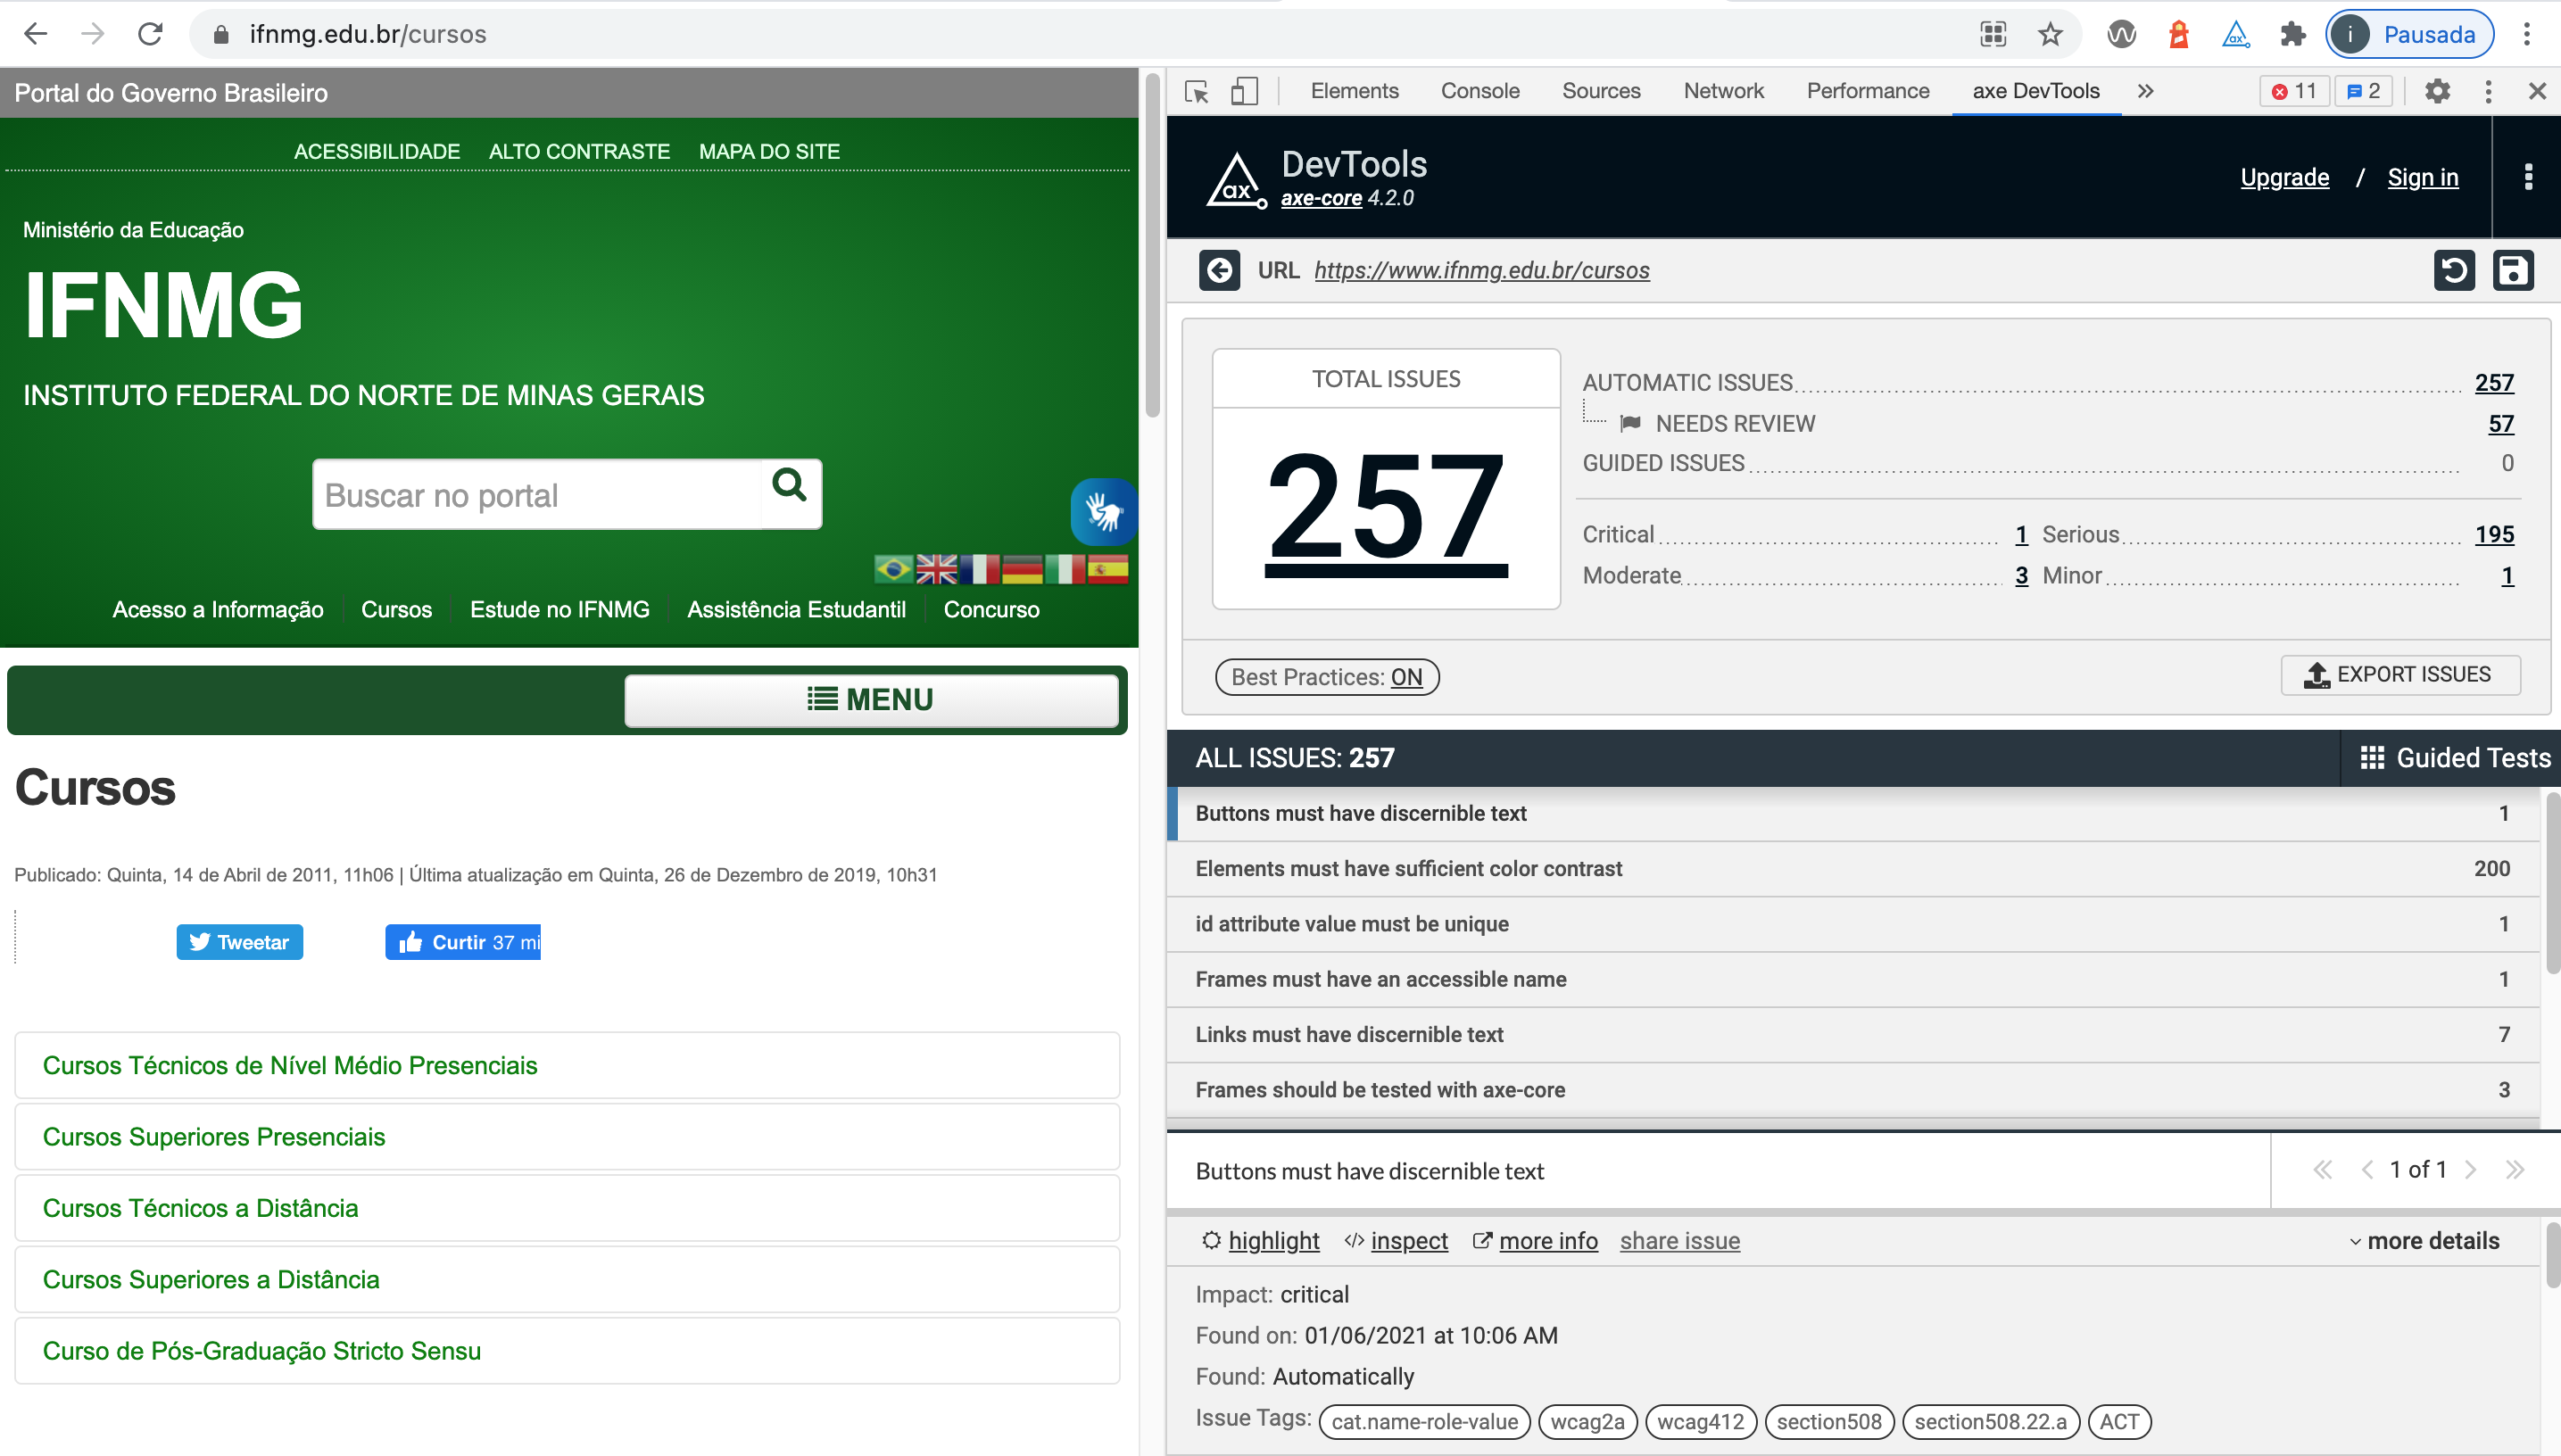 ifnmg.edu.br/cursos
i Pausada
Portal do Governo Brasileiro
ACESSIBILIDADE ALTO CONTRASTE MAPA DO SITE
Ministério da Educação
IFNMG
INSTITUTO FEDERAL DO NORTE DE MINAS GERAIS
Buscar no portal
Acesso a Informação Cursos Estude no IFNMG Assistência Estudantil Concurso
MENU
Cursos
Publicado: Quinta, 14 de Abril de 2011, 11h06 | Última atualização em Quinta, 26 de Dezembro de 2019, 10h31
Tweetar Curtir 37 mi
Cursos Técnicos de Nível Médio Presenciais
Cursos Superiores Presenciais
Cursos Técnicos a Distância
Cursos Superiores a Distância
Curso de Pós-Graduação Stricto Sensu
Elements Console Sources Network Performance axe DevTools » 11 2
ax DevTools
axe-core 4.2.0
Upgrade / Sign in
URL https://www.ifnmg.edu.br/cursos
TOTAL ISSUES
257
AUTOMATIC ISSUES 257
NEEDS REVIEW 57
GUIDED ISSUES 0
Critical 1 Serious 195
Moderate 3 Minor 1
Best Practices: ON
EXPORT ISSUES
ALL ISSUES: 257 Guided Tests
Buttons must have discernible text 1
Elements must have sufficient color contrast 200
id attribute value must be unique 1
Frames must have an accessible name 1
Links must have discernible text 7
Frames should be tested with axe-core 3
Buttons must have discernible text 1 of 1
highlight </> inspect more info share issue more details
Impact: critical
Found on: 01/06/2021 at 10:06 AM
Found: Automatically
Issue Tags: cat.name-role-value wcag2a wcag412 section508 section508.22.a ACT